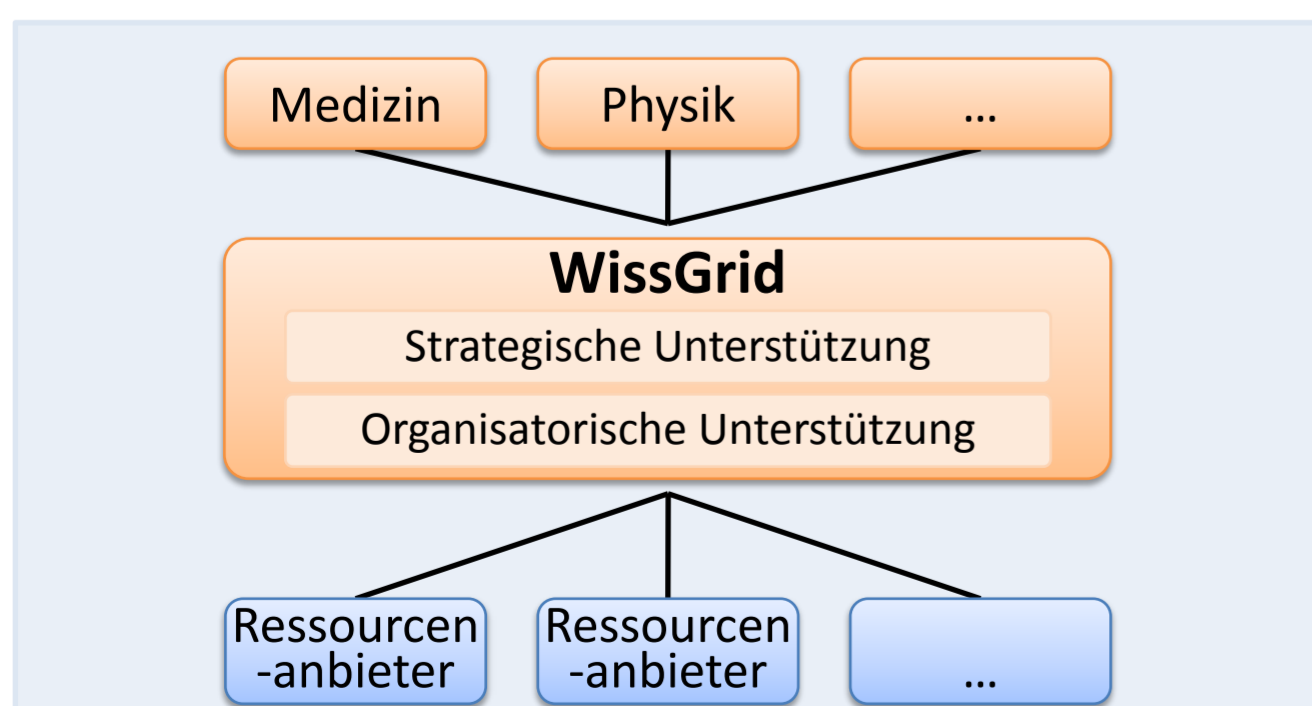 Medizin Physik ...
WissGrid
Strategische Unterstützung
Organisatorische Unterstützung
Ressourcen Ressourcen
-anbieter -anbieter ...